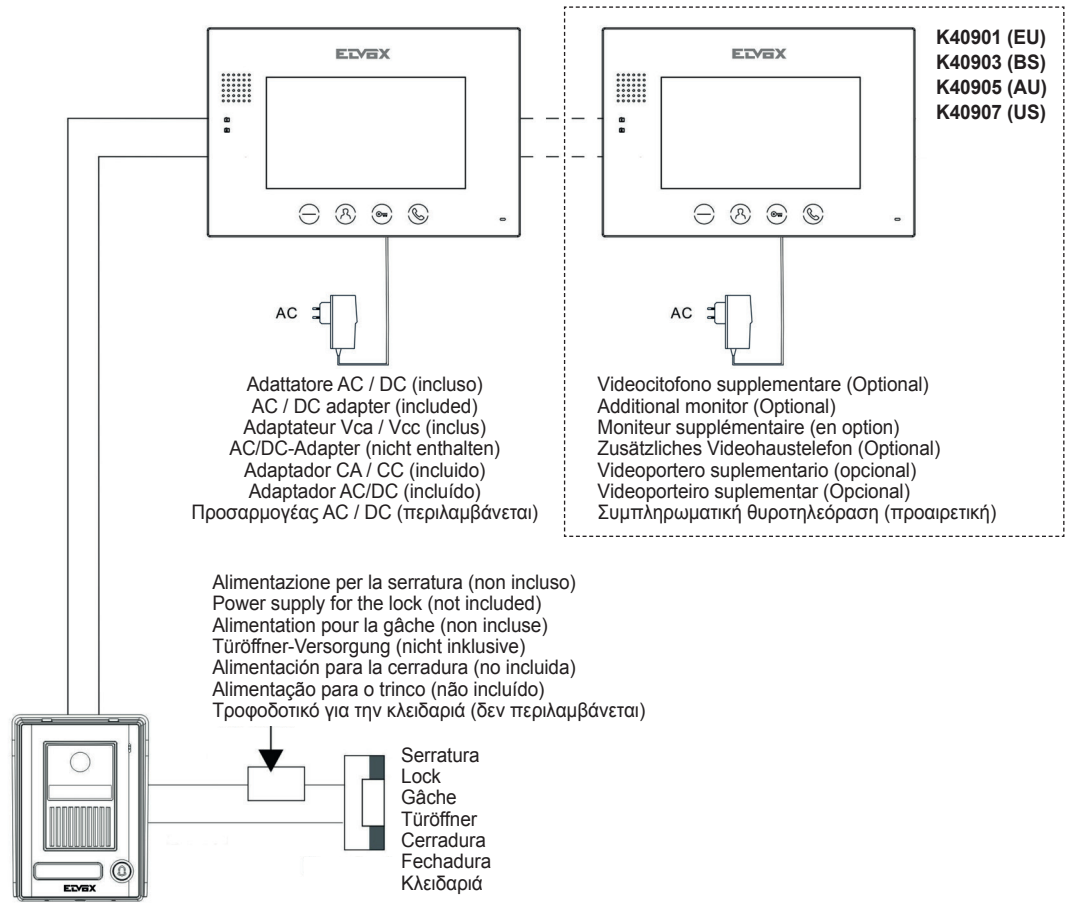 ELVOX
ELVOX
K40901 (EU)
K40903 (BS)
K40905 (AU)
K40907 (US)
AC
AC
Adattatore AC / DC (incluso)
AC / DC adapter (included)
Adaptateur Vca / Vcc (inclus)
AC/DC-Adapter (nicht enthalten)
Adaptador CA / CC (incluido)
Adaptador AC/DC (incluído)
Προσαρμογέας AC / DC (περιλαμβάνεται)
Videocitofono supplementare (Optional)
Additional monitor (Optional)
Moniteur supplémentaire (en option)
Zusätzliches Videohaustelefon (Optional)
Videoportero suplementario (opcional)
Videoporteiro suplementar (Opcional)
Συμπληρωματική θυροτηλεόραση (προαιρετική)
Alimentazione per la serratura (non incluso)
Power supply for the lock (not included)
Alimentation pour la gâche (non incluse)
Türöffner-Versorgung (nicht inklusive)
Alimentación para la cerradura (no incluida)
Alimentação para o trinco (não incluído)
Τροφοδοτικό για την κλειδαριά (δεν περιλαμβάνεται)
Serratura
Lock
Gâche
Türöffner
Cerradura
Fechadura
Κλειδαριά
ELVOX